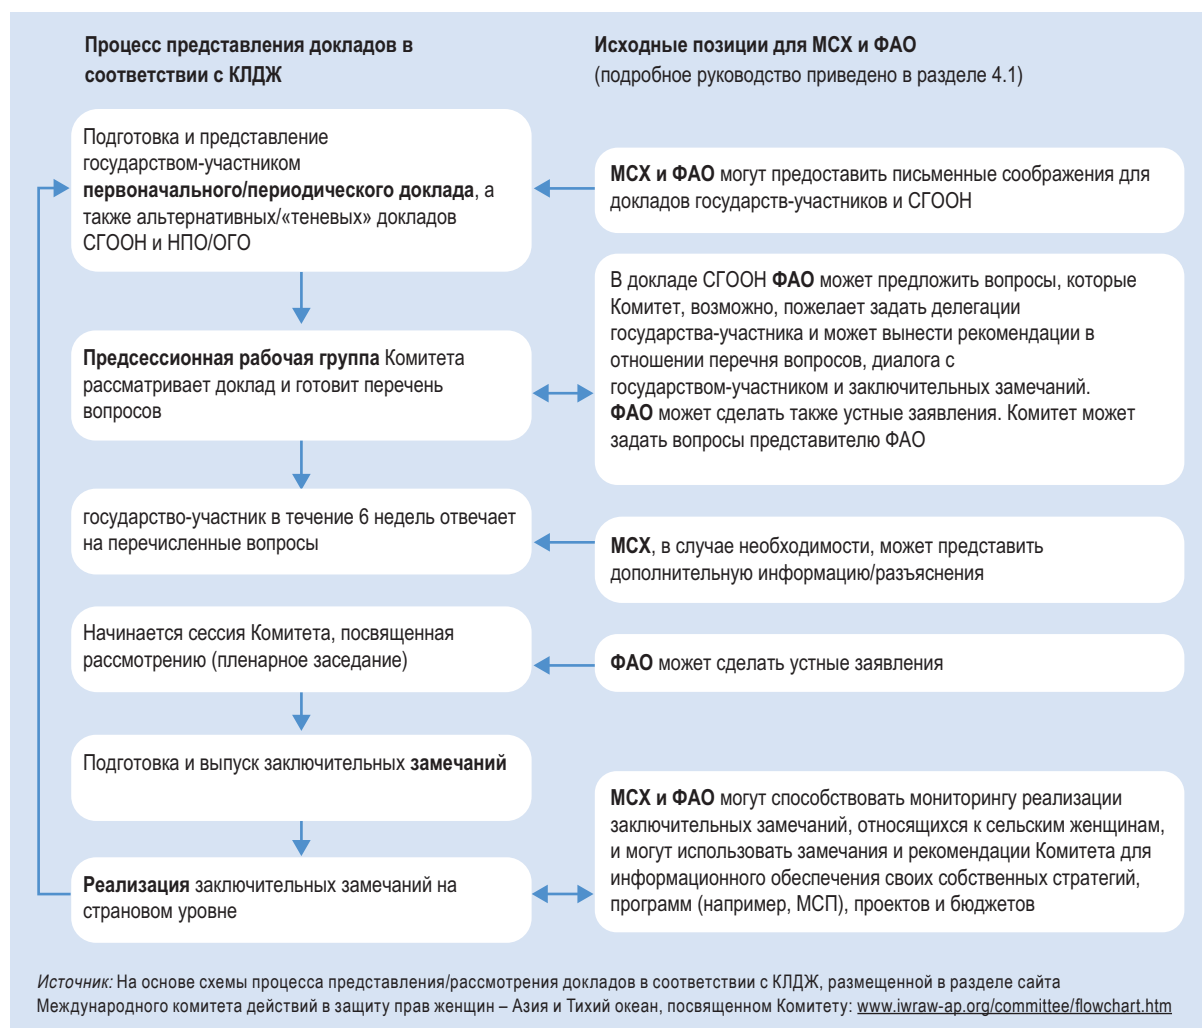 Процесс представления докладов в
соответствии с КЛДЖ
Исходные позиции для МСХ и ФАО
(подробное руководство приведено в разделе 4.1)
Подготовка и представление
государством-участником
первоначального/периодического доклада, а
также альтернативных/«теневых» докладов
СГООН и НПО/ОГО
МСХ и ФАО могут предоставить письменные соображения для
докладов государств-участников и СГООН
Предсессионная рабочая группа Комитета
рассматривает доклад и готовит перечень
вопросов
В докладе СГООН ФАО может предложить вопросы, которые
Комитет, возможно, пожелает задать делегации
государства-участника и может вынести рекомендации в
отношении перечня вопросов, диалога с
государством-участником и заключительных замечаний.
ФАО может сделать также устные заявления. Комитет может
задать вопросы представителю ФАО
государство-участник в течение 6 недель отвечает
на перечисленные вопросы
МСХ, в случае необходимости, может представить
дополнительную информацию/разъяснения
Начинается сессия Комитета, посвященная
рассмотрению (пленарное заседание)
ФАО может сделать устные заявления
Подготовка и выпуск заключительных замечаний
Реализация заключительных замечаний на
страновом уровне
МСХ и ФАО могут способствовать мониторингу реализации
заключительных замечаний, относящихся к сельским женщинам,
и могут использовать замечания и рекомендации Комитета для
информационного обеспечения своих собственных стратегий,
программ (например, МСП), проектов и бюджетов
Источник: На основе схемы процесса представления/рассмотрения докладов в соответствии с КЛДЖ, размещенной в разделе сайта
Международного комитета действий в защиту прав женщин – Азия и Тихий океан, посвященном Комитету: www.iwraw-ap.org/committee/flowchart.htm